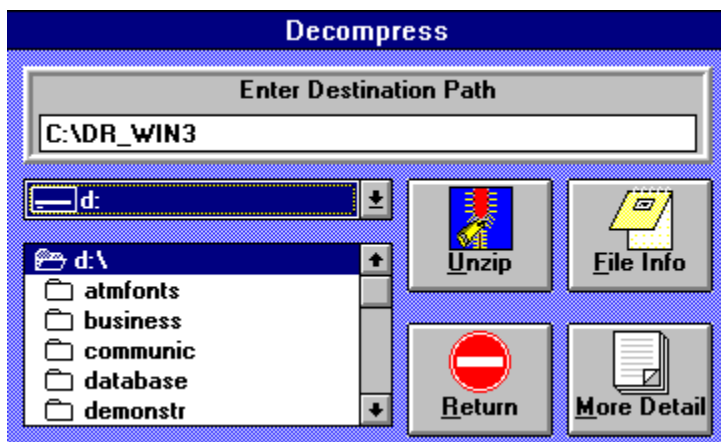 Decompress
Enter Destination Path
C:\DR_WIN3
d:
Unzip
File Info
d:\
atmfonts
business
communic
database
demonstr
Return
More Detail